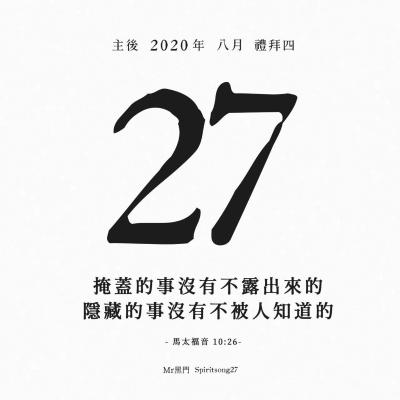 主後 2020年 八月 禮拜四
27
掩蓋的事沒有不露出來的
隱藏的事沒有不被人知道的
- 馬太福音 10:26-
Mr黑門 Spiritsong27